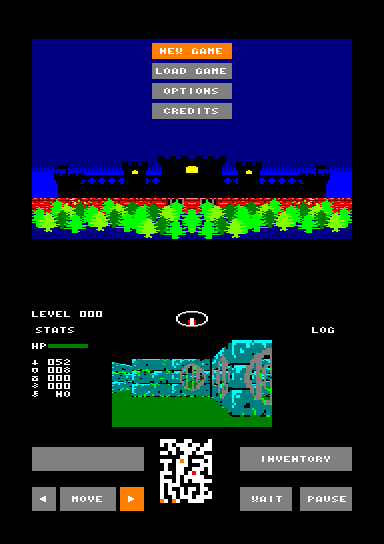 NEW GAME
LOAD GAME
OPTIONS
CREDITS
LEVEL 000
STATS
LOG
HP
052
008
000
000
NO
INVENTORY
MOVE
WAIT
PAUSE